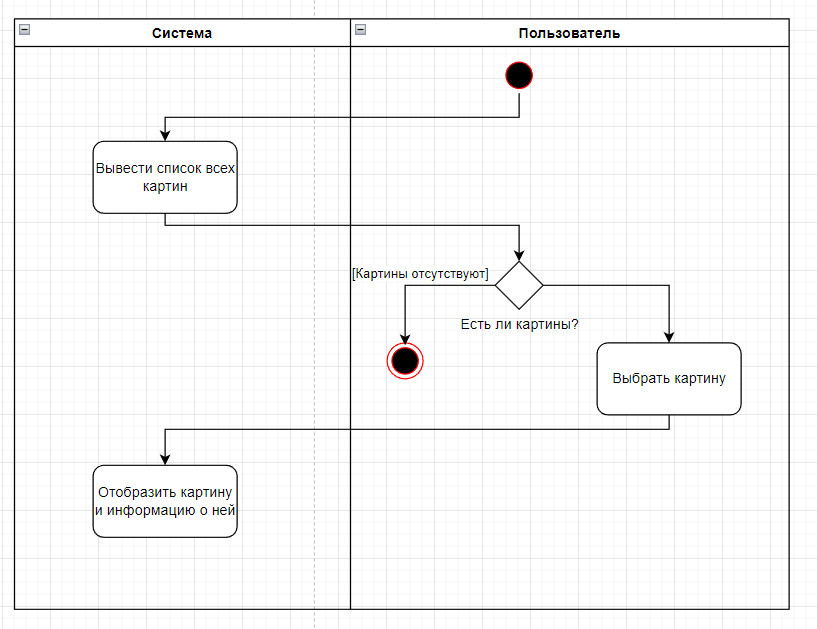 Система
Пользователь
Вывести список всех
картин
[Картины отсутствуют]
Есть ли картины?
Выбрать картину
Отобразить картину
и информацию о ней